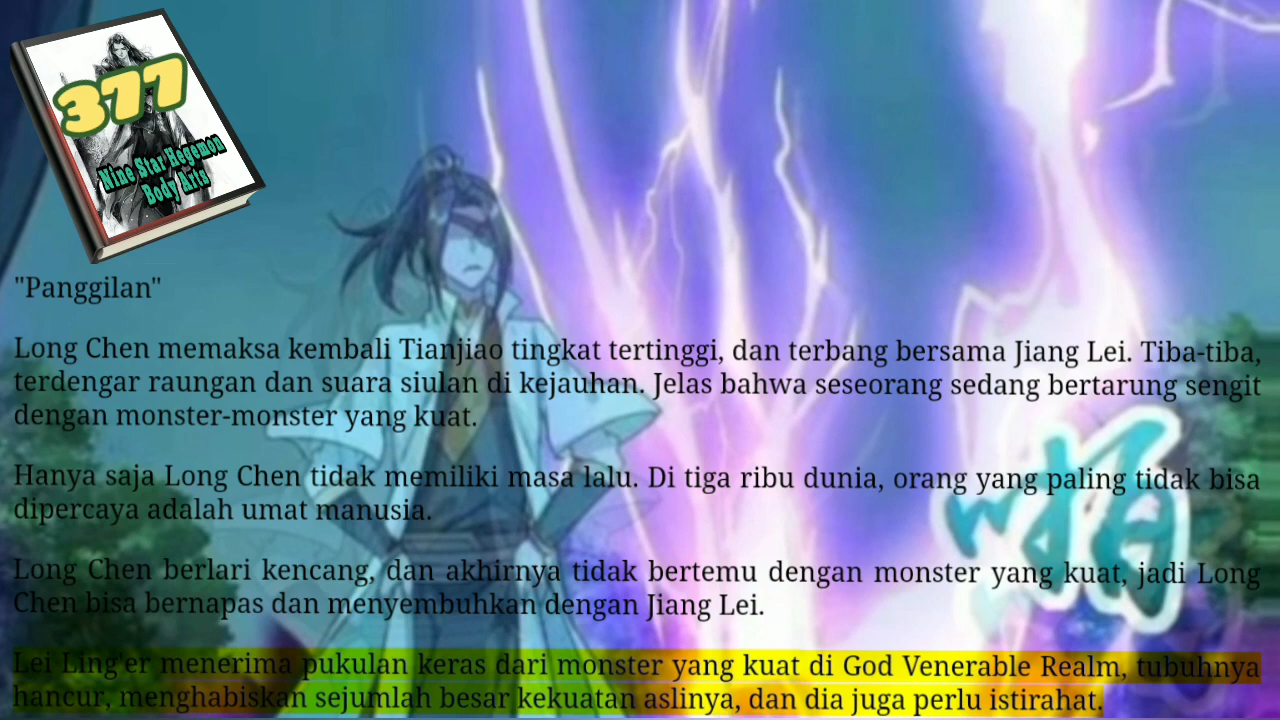 377
Nine Star Hegemon
Body Arts
"Panggilan"
Long Chen memaksa kembali Tianjiao tingkat tertinggi, dan terbang bersama Jiang Lei. Tiba-tiba,
terdengar raungan dan suara siulan di kejauhan. Jelas bahwa seseorang sedang bertarung sengit
dengan monster-monster yang kuat.
Hanya saja Long Chen tidak memiliki masa lalu. Di tiga ribu dunia, orang yang paling tidak bisa
dipercaya adalah umat manusia.
Long Chen berlari kencang, dan akhirnya tidak bertemu dengan monster yang kuat, jadi Long
Chen bisa bernapas dan menyembuhkan dengan Jiang Lei.
Lei Ling'er menerima pukulan keras dari monster yang kuat di God Venerable Realm, tubuhnya
hancur, menghabiskan sejumlah besar kekuatan aslinya, dan dia juga perlu istirahat.